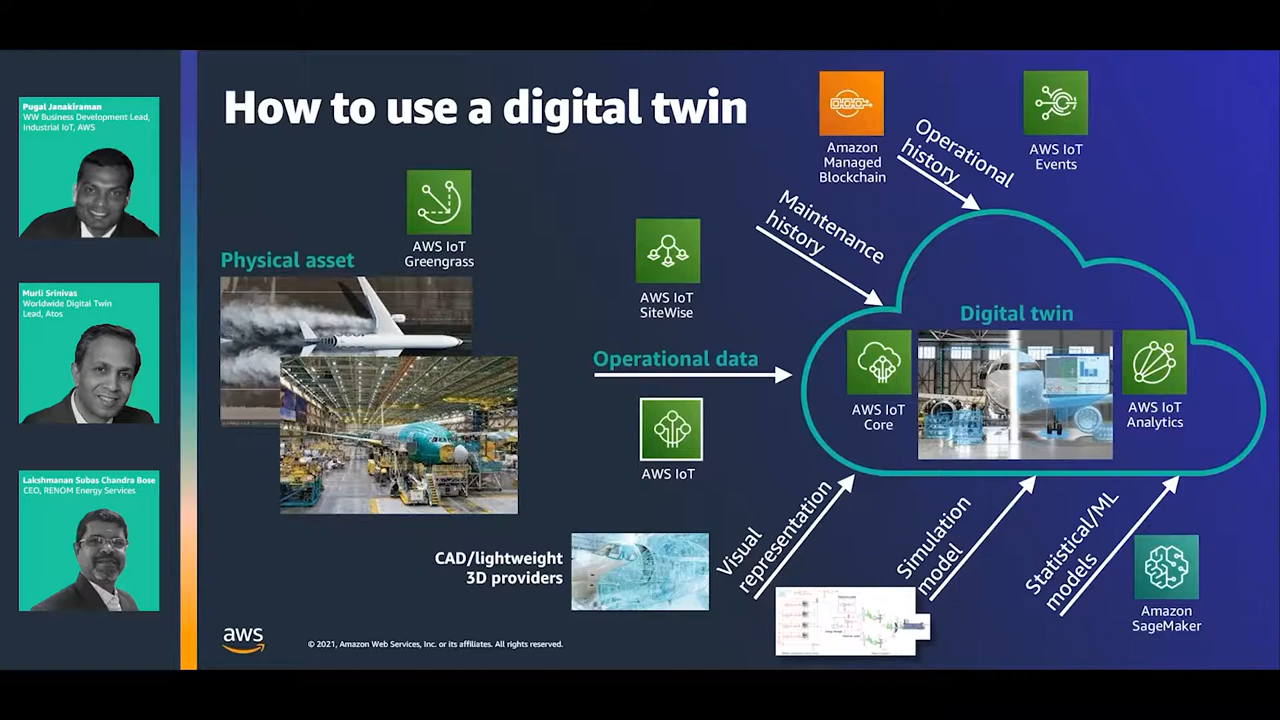 Pugal Janakiraman
WW Business Development Lead,
Industrial IoT, AWS
Murli Srinivas
Worldwide Digital Twin
Lead, Atos
Lakshmanan Subas Chandra Bose
CEO, RENOM Energy Services
How to use a digital twin
Amazon
Managed
Blockchain
Operational
history
AWS IoT
Events
Maintenance
history
AWS IoT
Greengrass
Physical asset
AWS IoT
SiteWise
Operational data
AWS IoT
Digital twin
AWS IoT
Core
AWS IoT
Analytics
CAD/lightweight
3D providers
Visual
representation
Simulation
model
Statistical/ML
models
Amazon
SageMaker
aws
© 2021, Amazon Web Services, Inc. or its affiliates. All rights reserved.